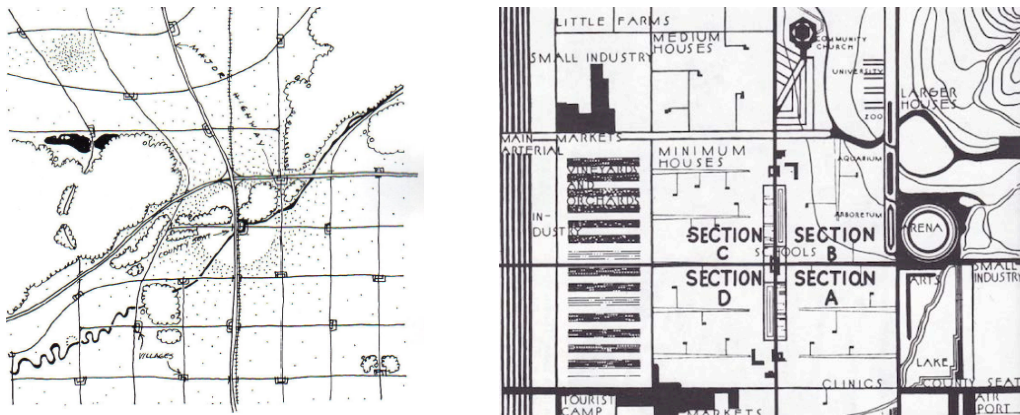 MAJOR HIGHWAY
COUNTY SEAT
VILLAGES
LITTLE FARMS
MEDIUM
HOUSES
COMMUNITY
CHURCH
SMALL INDUSTRY
UNIVERSITY
LARGER
HOUSES
ZOO
MAIN
ARTERIAL
MARKETS
MINIMUM
HOUSES
VINEYARDS
AND
ORCHARDS
AQUARIUM
ARBORETUM
IN-
DUSTRY
SECTION
C
SECTION
B
ARENA
SCHOOLS
SECTION
D
SECTION
A
SMALL
INDUSTRY
ARTS
LAKE
CLINICS
COUNTY SEAT
TOURIST
CAMP
MARKETS
AIR
PORT